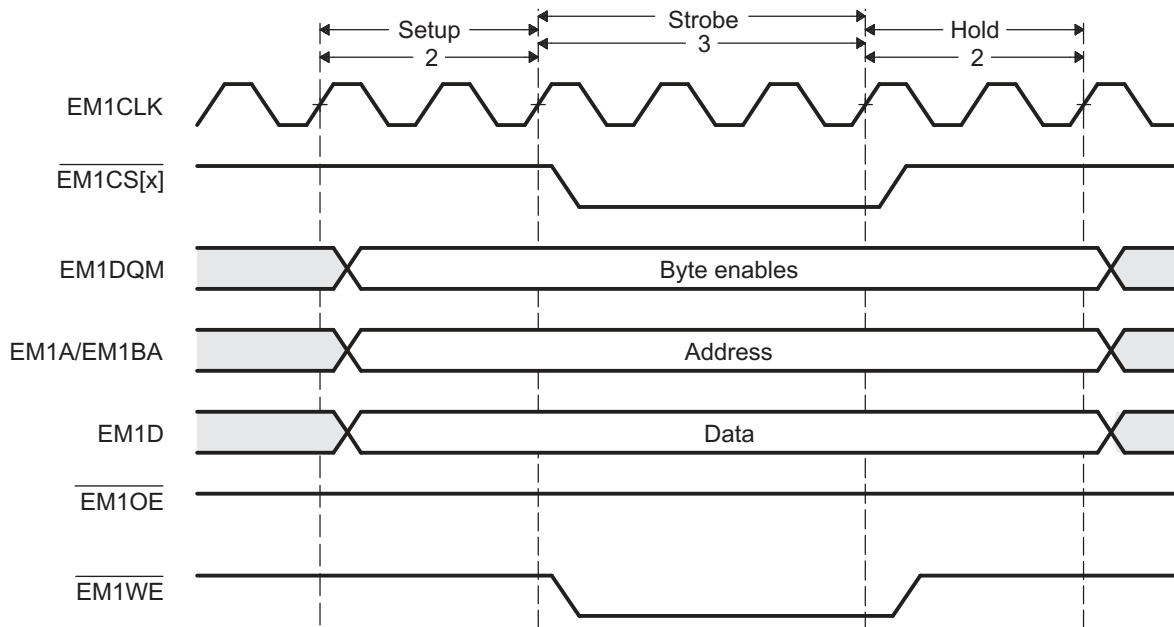 Setup
Strobe
Hold
2
3
2
EM1CLK
EM1CS[x]
EM1DQM
Byte enables
EM1A/EM1BA
Address
EM1D
Data
EM1OE
EM1WE